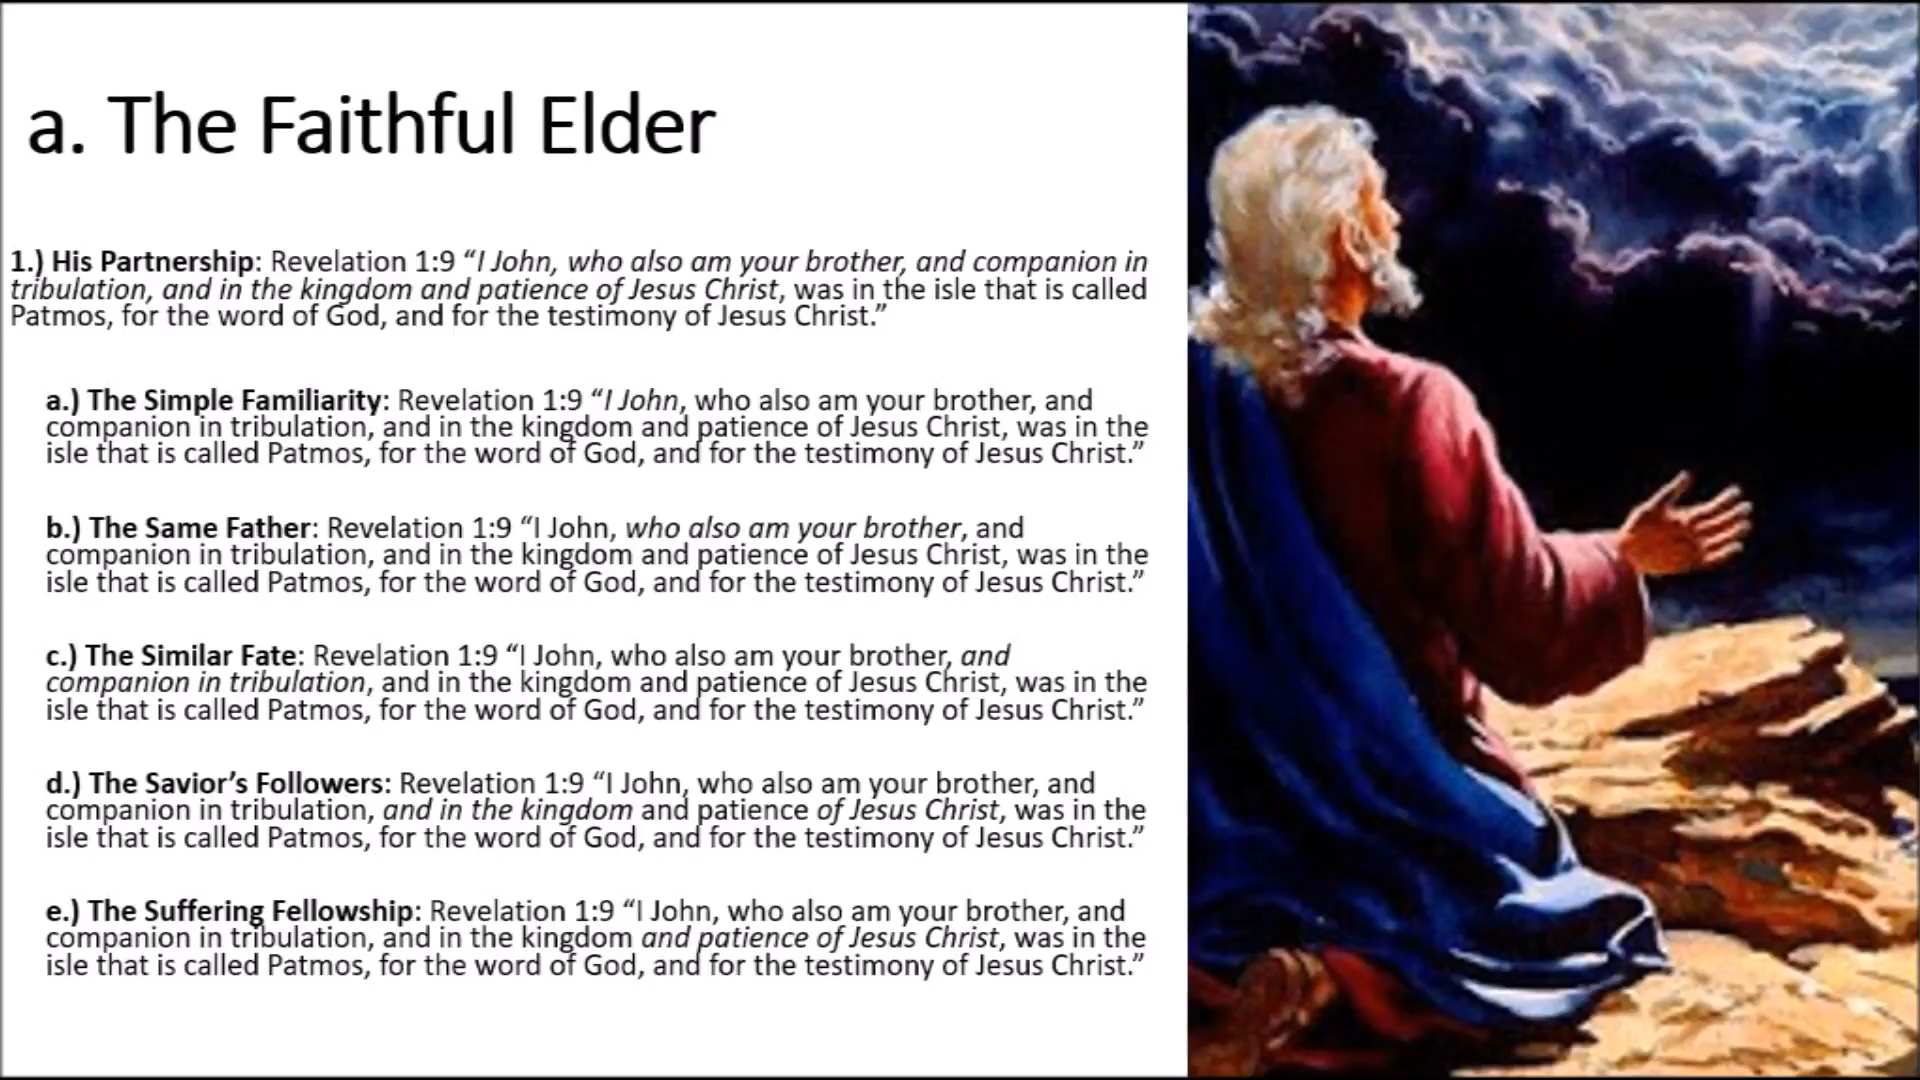 a. The Faithful Elder
1.) His Partnership: Revelation 1:9 “I John, who also am your brother, and companion in
tribulation, and in the kingdom and patience of Jesus Christ, was in the isle that is called
Patmos, for the word of God, and for the testimony of Jesus Christ.”
a.) The Simple Familiarity: Revelation 1:9 “I John, who also am your brother, and
companion in tribulation, and in the kingdom and patience of Jesus Christ, was in the
isle that is called Patmos, for the word of God, and for the testimony of Jesus Christ.”
b.) The Same Father: Revelation 1:9 “I John, who also am your brother, and
companion in tribulation, and in the kingdom and patience of Jesus Christ, was in the
isle that is called Patmos, for the word of God, and for the testimony of Jesus Christ.”
c.) The Similar Fate: Revelation 1:9 “I John, who also am your brother, and
companion in tribulation, and in the kingdom and patience of Jesus Christ, was in the
isle that is called Patmos, for the word of God, and for the testimony of Jesus Christ.”
d.) The Savior’s Followers: Revelation 1:9 “I John, who also am your brother, and
companion in tribulation, and in the kingdom and patience of Jesus Christ, was in the
isle that is called Patmos, for the word of God, and for the testimony of Jesus Christ.”
e.) The Suffering Fellowship: Revelation 1:9 “I John, who also am your brother, and
companion in tribulation, and in the kingdom and patience of Jesus Christ, was in the
isle that is called Patmos, for the word of God, and for the testimony of Jesus Christ.”